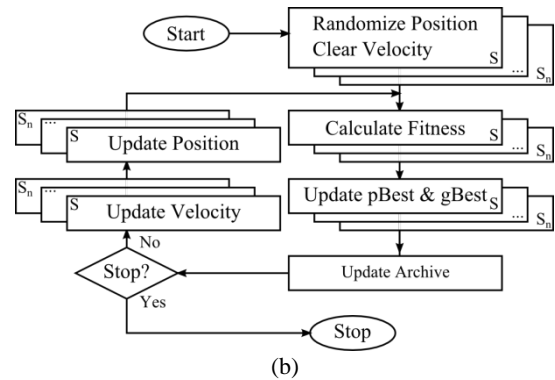 Start
Randomize Position
Clear Velocity
S
...
Sₙ
Calculate Fitness
S
...
Sₙ
Update pBest & gBest
S
...
Sₙ
Update Archive
Sₙ
...
S
Update Position
Sₙ
...
S
Update Velocity
No
Stop?
Yes
Stop
(b)